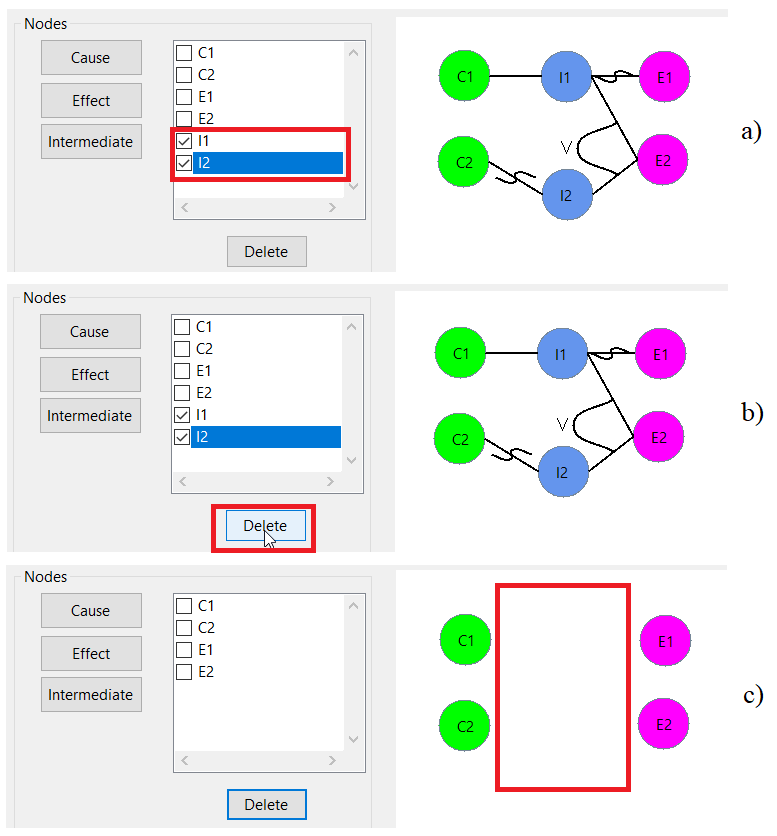 Nodes
Cause
Effect
Intermediate
C1
C2
E1
E2
I1
I2
Delete
C1 I1 E1
V
C2 E2
I2
a)
Nodes
Cause
Effect
Intermediate
C1
C2
E1
E2
I1
I2
Delete
C1 I1 E1
V
C2 E2
I2
b)
Nodes
Cause
Effect
Intermediate
C1
C2
E1
E2
Delete
C1 E1
C2 E2
c)